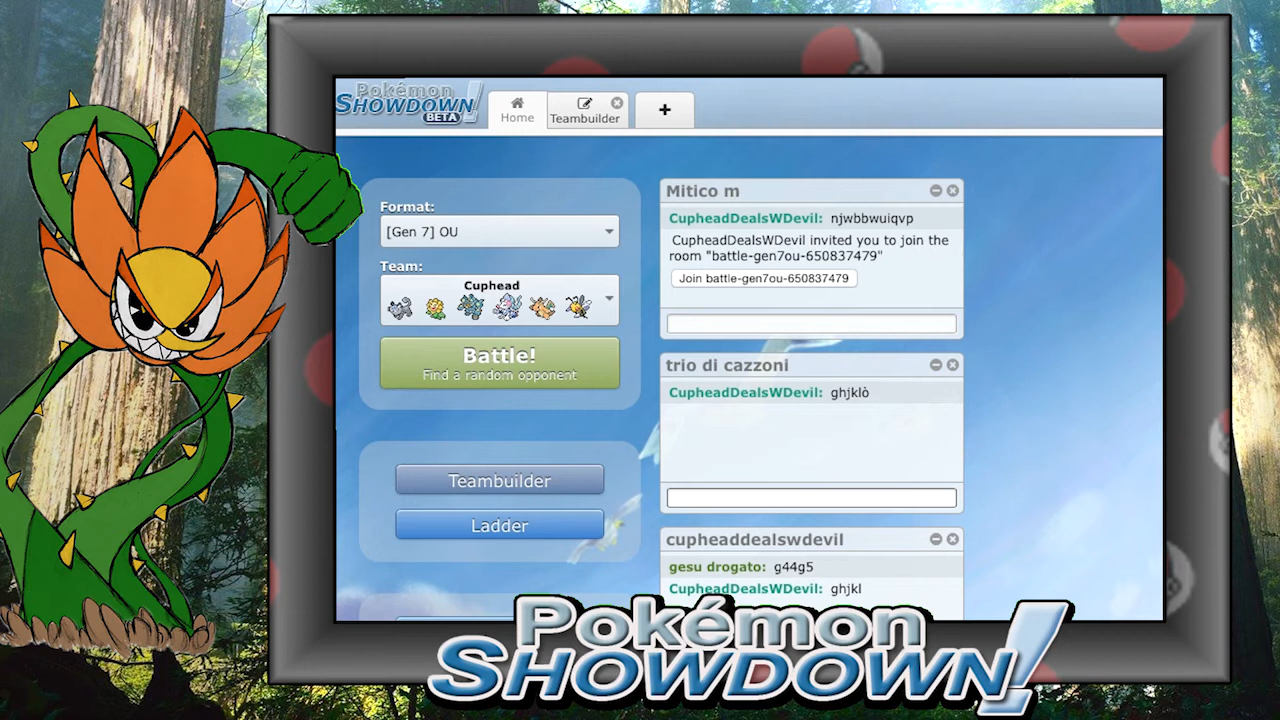 Pokémon
SHOWDOWN!
BETA
Home
Teambuilder
+
Format:
[Gen 7] OU
Team:
Cuphead
Battle!
Find a random opponent
Teambuilder
Ladder
Mitico m
CupheadDealsWDevil: njwbbwuiqvp
CupheadDealsWDevil invited you to join the
room "battle-gen7ou-650837479"
Join battle-gen7ou-650837479
trio di cazzoni
CupheadDealsWDevil: ghjklò
cupheaddealswdevil
gesu drogato: g44g5
CupheadDealsWDevil: ghjkl
Pokémon
SHOWDOWN!